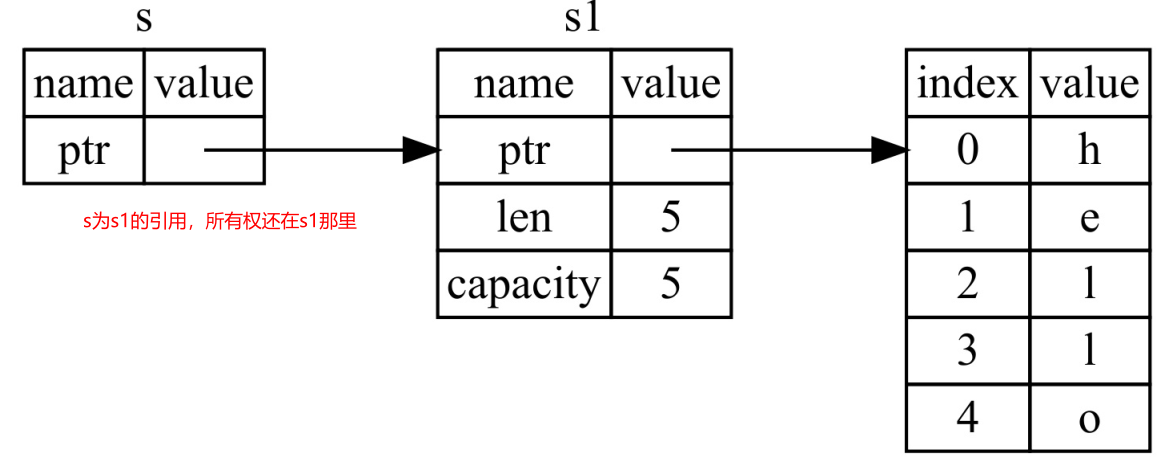 s
name value
ptr
s为s1的引用，所有权还在s1那里
s1
name value
ptr
len 5
capacity 5
index value
0 h
1 e
2 l
3 l
4 o